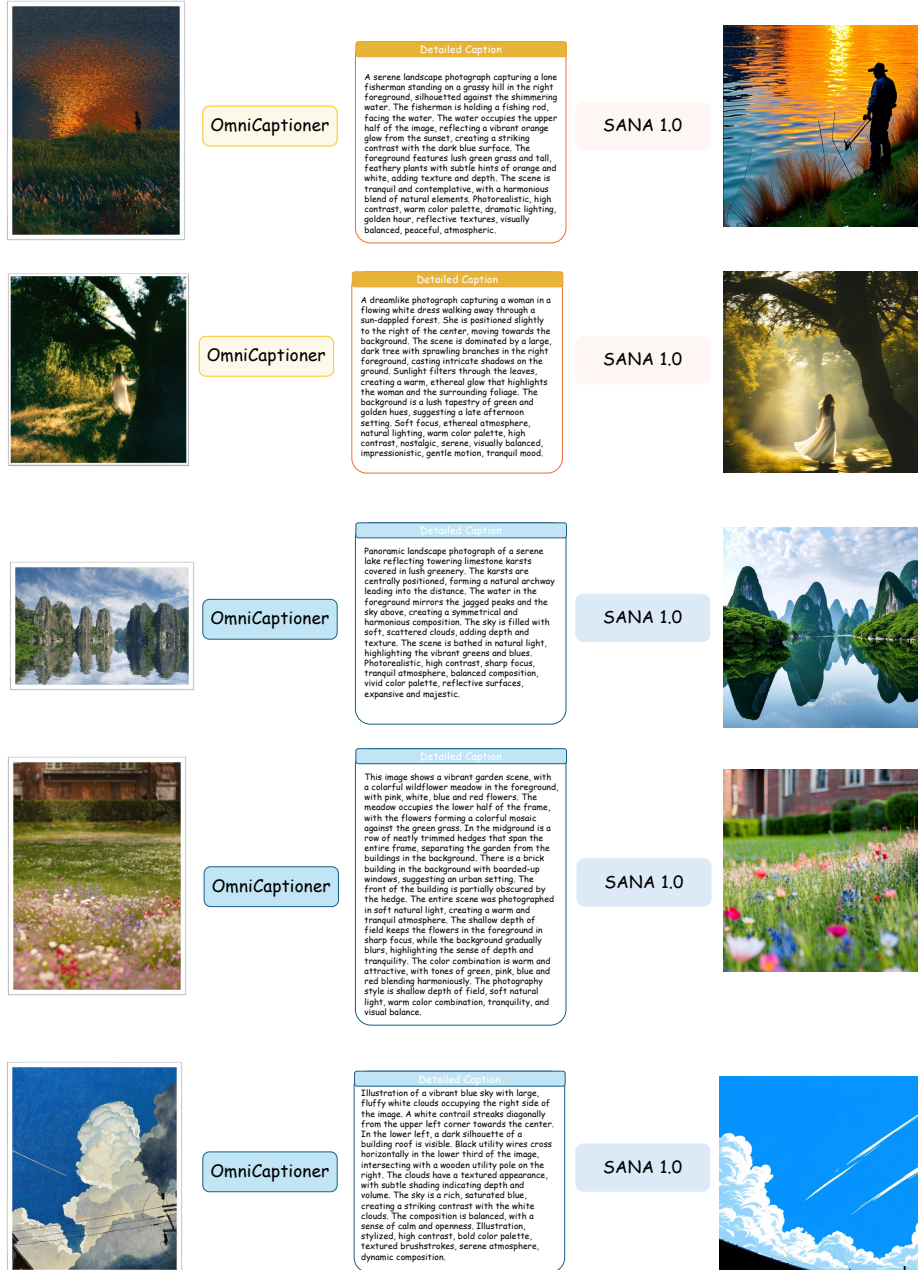 Detailed Caption
A serene landscape photograph capturing a lone
fisherman standing on a grassy hill in the right
foreground, silhouetted against the shimmering
water. The fisherman is holding a fishing rod,
facing the water. The water occupies the upper
half of the image, reflecting a vibrant orange
glow from the sunset, creating a striking
contrast with the dark blue surface. The
foreground features lush green grass and tall,
feathery plants with subtle hints of orange and
white, adding texture and depth. The scene is
tranquil and contemplative, with a harmonious
blend of natural elements. Photorealistic, high
contrast, warm color palette, dramatic lighting,
golden hour, reflective textures, visually
balanced, peaceful, atmospheric.
OmniCaptioner
SANA 1.0
Detailed Caption
A dreamlike photograph capturing a woman in a
flowing white dress walking away through a
sun-dappled forest. She is positioned slightly
to the right of the center, moving towards the
background. The scene is dominated by a large,
dark tree with sprawling branches in the right
foreground, casting intricate shadows on the
ground. Sunlight filters through the leaves,
creating a warm, ethereal glow that highlights
the woman and the surrounding foliage. The
background is a lush tapestry of green and
golden hues, suggesting a late afternoon
setting. Soft focus, ethereal atmosphere,
natural lighting, warm color palette, high
contrast, nostalgic, serene, visually balanced,
impressionistic, gentle motion, tranquil mood.
OmniCaptioner
SANA 1.0
Detailed Caption
Panoramic landscape photograph of a serene
lake reflecting towering limestone karsts
covered in lush greenery. The karsts are
centrally positioned, forming a natural archway
leading into the distance. The water in the
foreground mirrors the jagged peaks and the
sky above, creating a symmetrical and
harmonious composition. The sky is filled with
soft, scattered clouds, adding depth and
texture. The scene is bathed in natural light,
highlighting the vibrant greens and blues.
Photorealistic, high contrast, sharp focus,
tranquil atmosphere, balanced composition,
vivid color palette, reflective surfaces,
expansive and majestic.
OmniCaptioner
SANA 1.0
Detailed Caption
This image shows a vibrant garden scene, with
a colorful wildflower meadow in the foreground,
with pink, white, blue and red flowers. The
meadow occupies the lower half of the frame,
with the flowers forming a colorful mosaic
against the green grass. In the midground is a
row of neatly trimmed hedges that span the
entire frame, separating the garden from the
buildings in the background. There is a brick
building in the background with boarded-up
windows, suggesting an urban setting. The
front of the building is partially obscured by
the hedge. The entire scene was photographed
in soft natural light, creating a warm and
tranquil atmosphere. The shallow depth of
field keeps the flowers in the foreground in
sharp focus, while the background gradually
blurs, highlighting the sense of depth and
tranquility. The color combination is warm and
attractive, with tones of green, pink, blue and
red blending harmoniously. The photography
style is shallow depth of field, soft natural
light, warm color combination, tranquility, and
visual balance.
OmniCaptioner
SANA 1.0
Detailed Caption
Illustration of a vibrant blue sky with large,
fluffy white clouds occupying the right side of
the image. A white contrail streaks diagonally
from the upper left corner towards the center.
In the lower left, a dark silhouette of a
building roof is visible. Black utility wires cross
horizontally in the lower third of the image,
intersecting with a wooden utility pole on the
right. The clouds have a textured appearance,
with subtle shading indicating depth and
volume. The sky is a rich, saturated blue,
creating a striking contrast with the white
clouds. The composition is balanced, with a
sense of calm and openness. Illustration,
stylized, high contrast, bold color palette,
textured brushstrokes, serene atmosphere,
dynamic composition.
OmniCaptioner
SANA 1.0